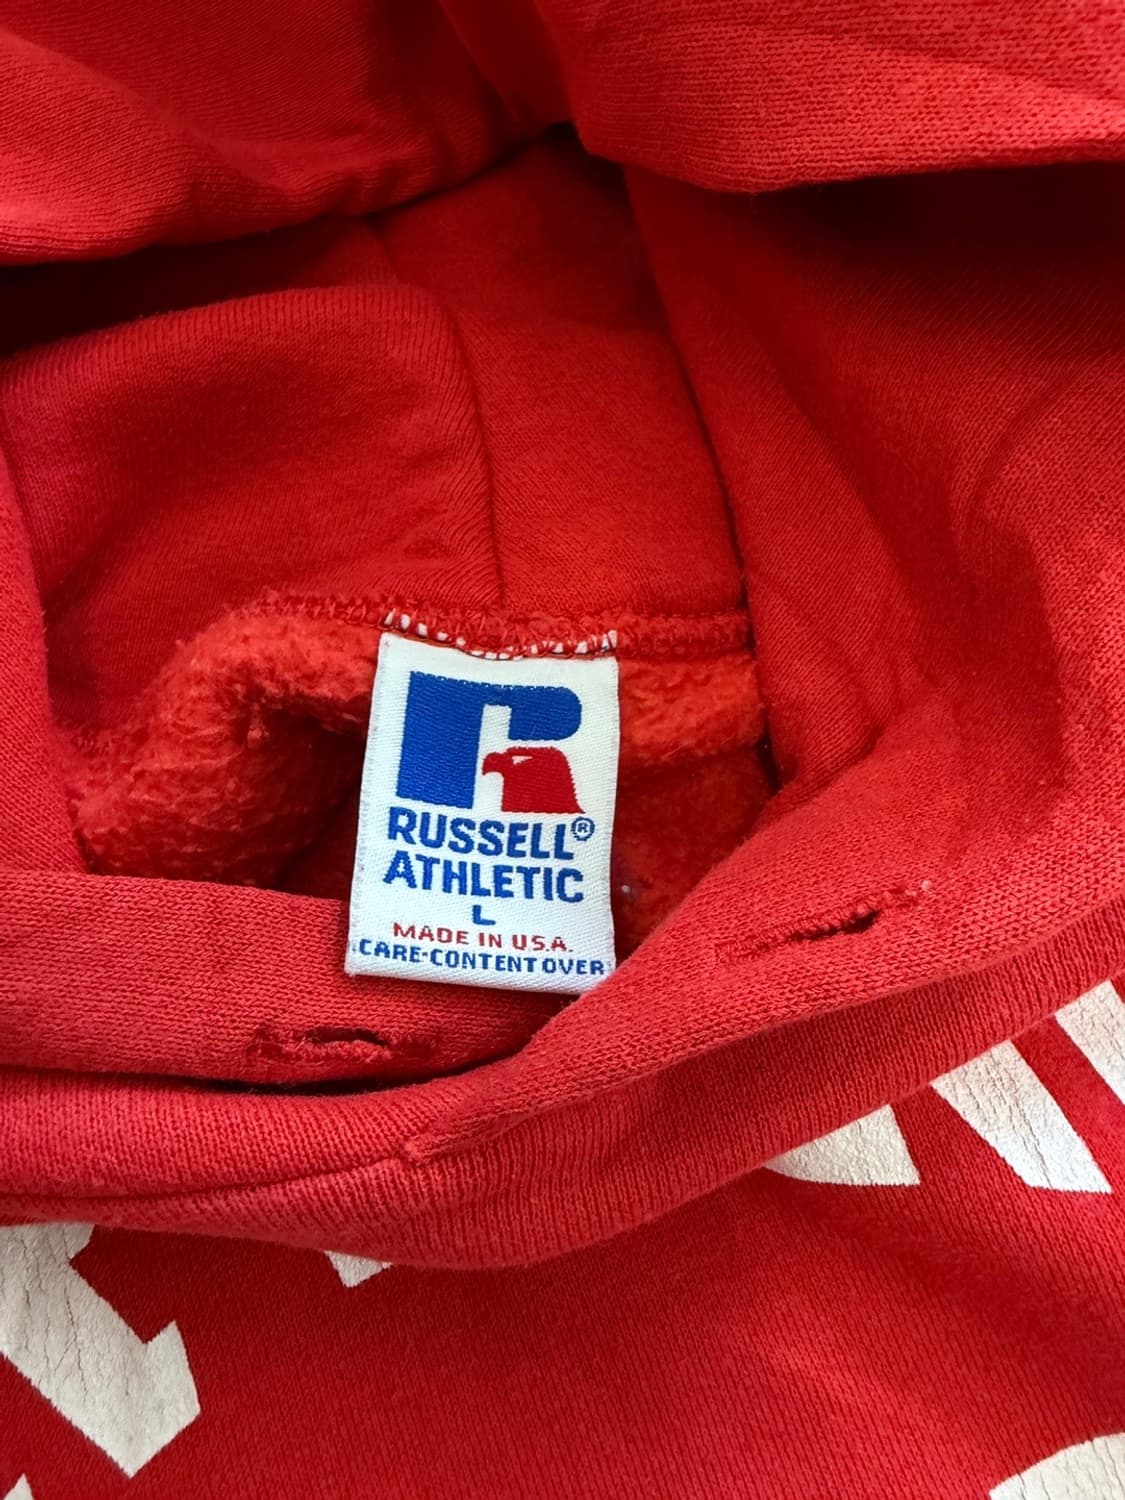 RUSSELL®
ATHLETIC
L
MADE IN U.S.A.
CARE-CONTENT OVER